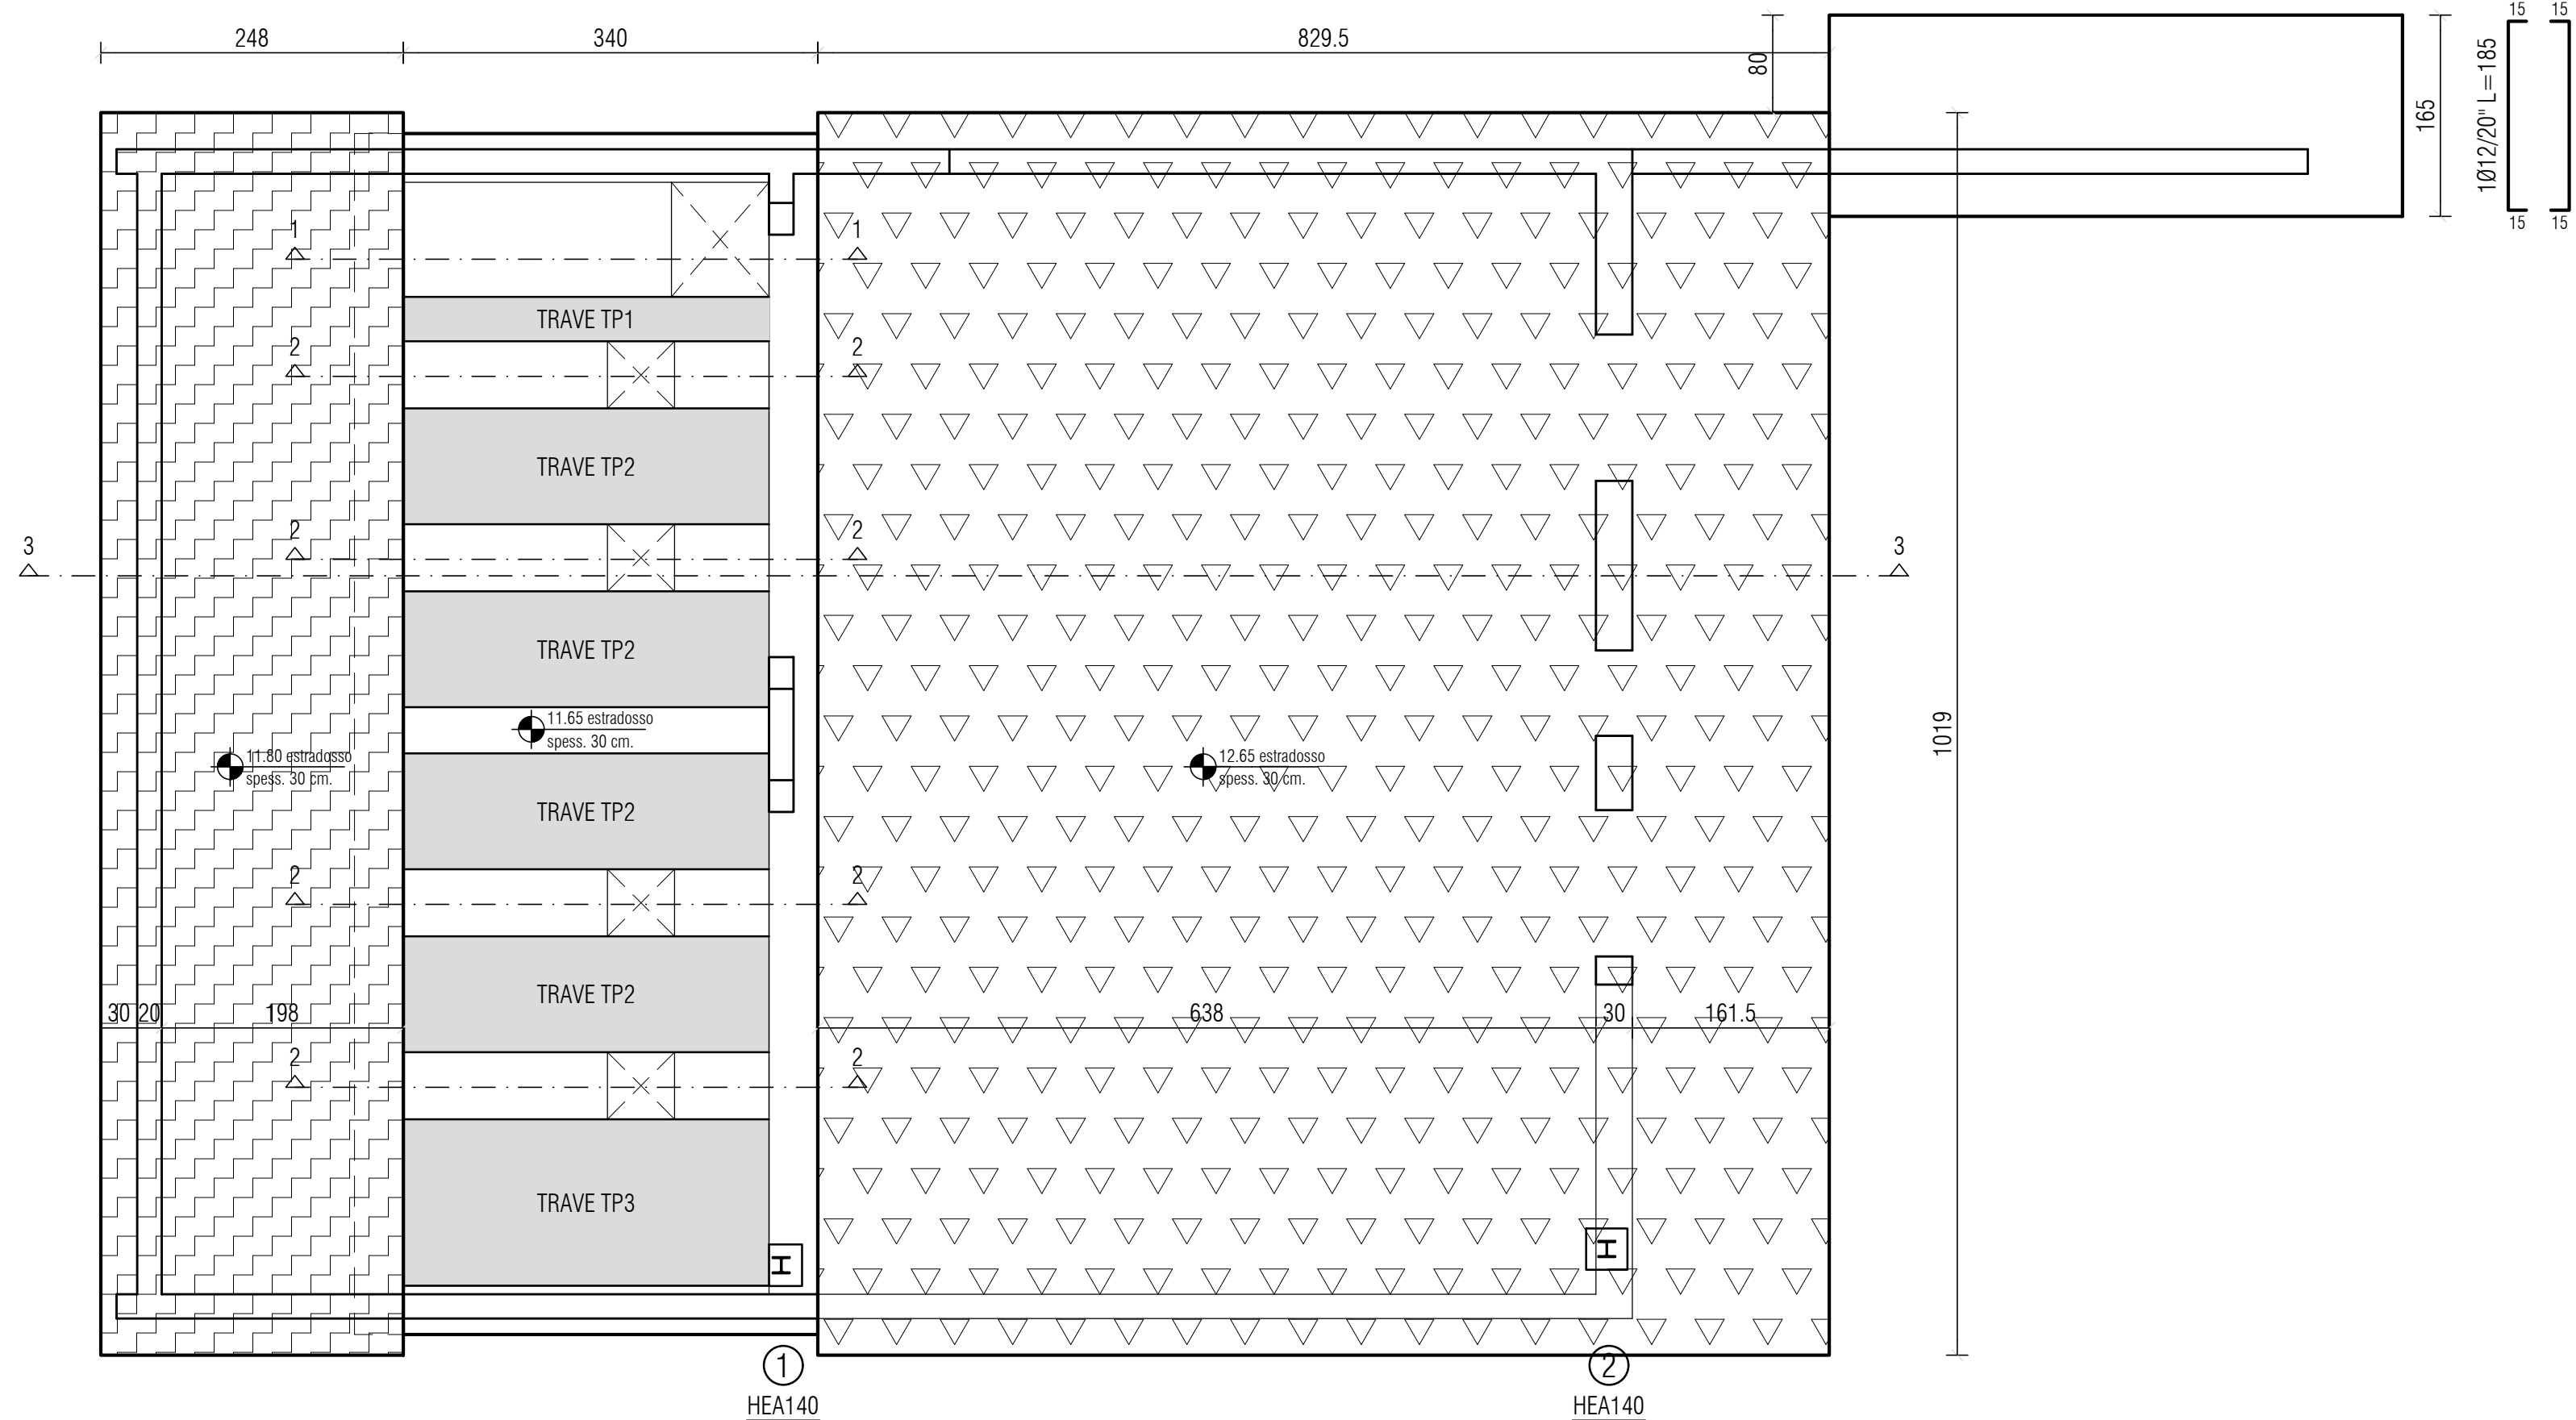 248
340
829.5
80
165
1Ø12/20" L=185
15
15
15
15
1
1
TRAVE TP1
2
2
TRAVE TP2
2
2
3
3
TRAVE TP2
11.65 estradosso
spess. 30 cm.
11.80 estradosso
spess. 30 cm.
12.65 estradosso
spess. 30 cm.
1019
TRAVE TP2
2
2
TRAVE TP2
30
20
198
638
30
161.5
2
2
TRAVE TP3
H
H
1
HEA140
2
HEA140